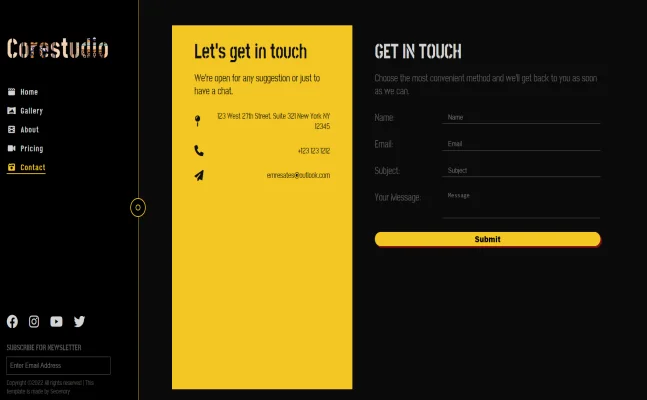 Corestudio
Home
Gallery
About
Pricing
Contact
SUBSCRIBE FOR NEWSLETTER
Enter Email Address
Copyright ©2022 All rights reserved | This
template is made by
Let's get in touch
We're open for any suggestion or just to
have a chat.
123 West 27th Street, Suite 321 New York NY
12345
+123 123 1212
emresates@outlook.com
GET IN TOUCH
Choose the most convenient method and we'll get back to you as soon
as we can.
Name:
Name
Email:
Email
Subject:
Subject
Your Message:
Message
Submit